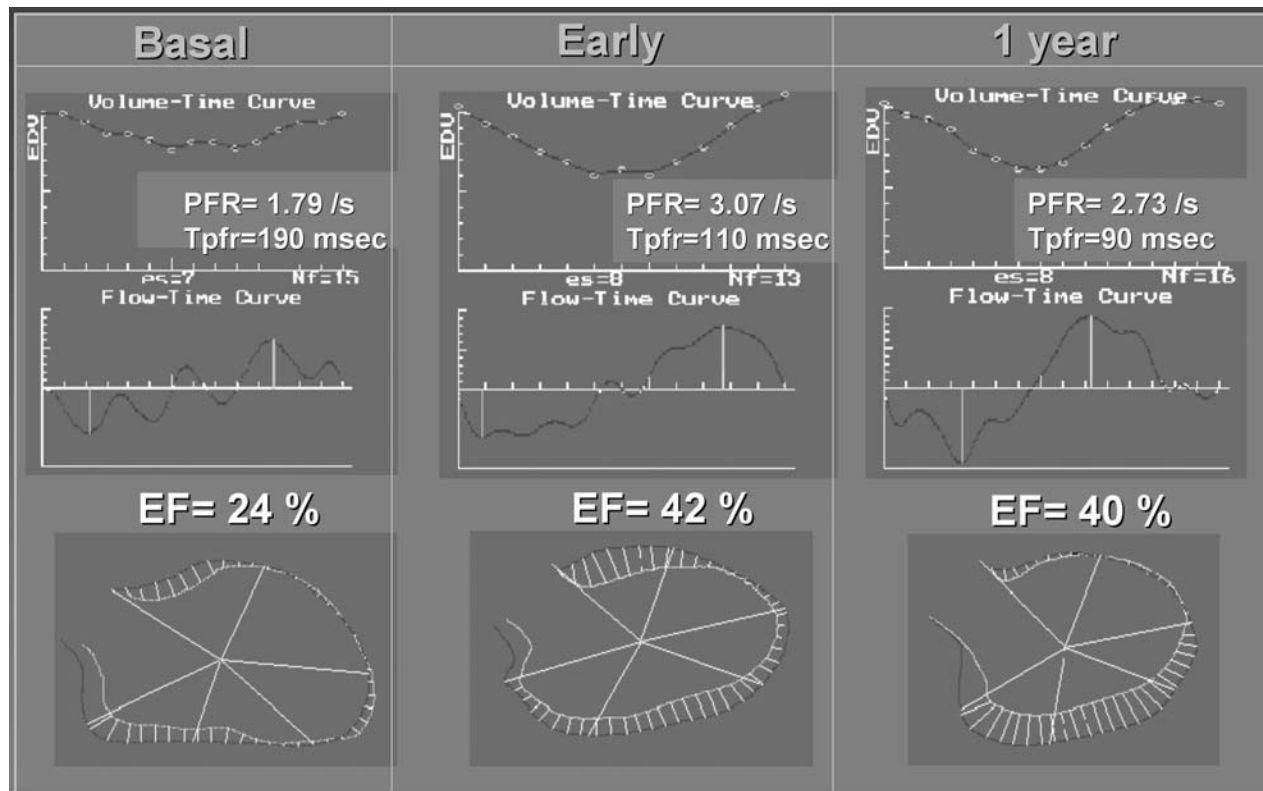 Basal
Early
1 year
Volume-Time Curve
EDV
PFR= 1.79 /s
Tpfr=190 msec
es=7 Nf=15
Flow-Time Curve
EF= 24 %
Volume-Time Curve
EDV
PFR= 3.07 /s
Tpfr=110 msec
es=8 Nf=13
Flow-Time Curve
EF= 42 %
Volume-Time Curve
EDV
PFR= 2.73 /s
Tpfr=90 msec
es=8 Nf=16
Flow-Time Curve
EF= 40 %